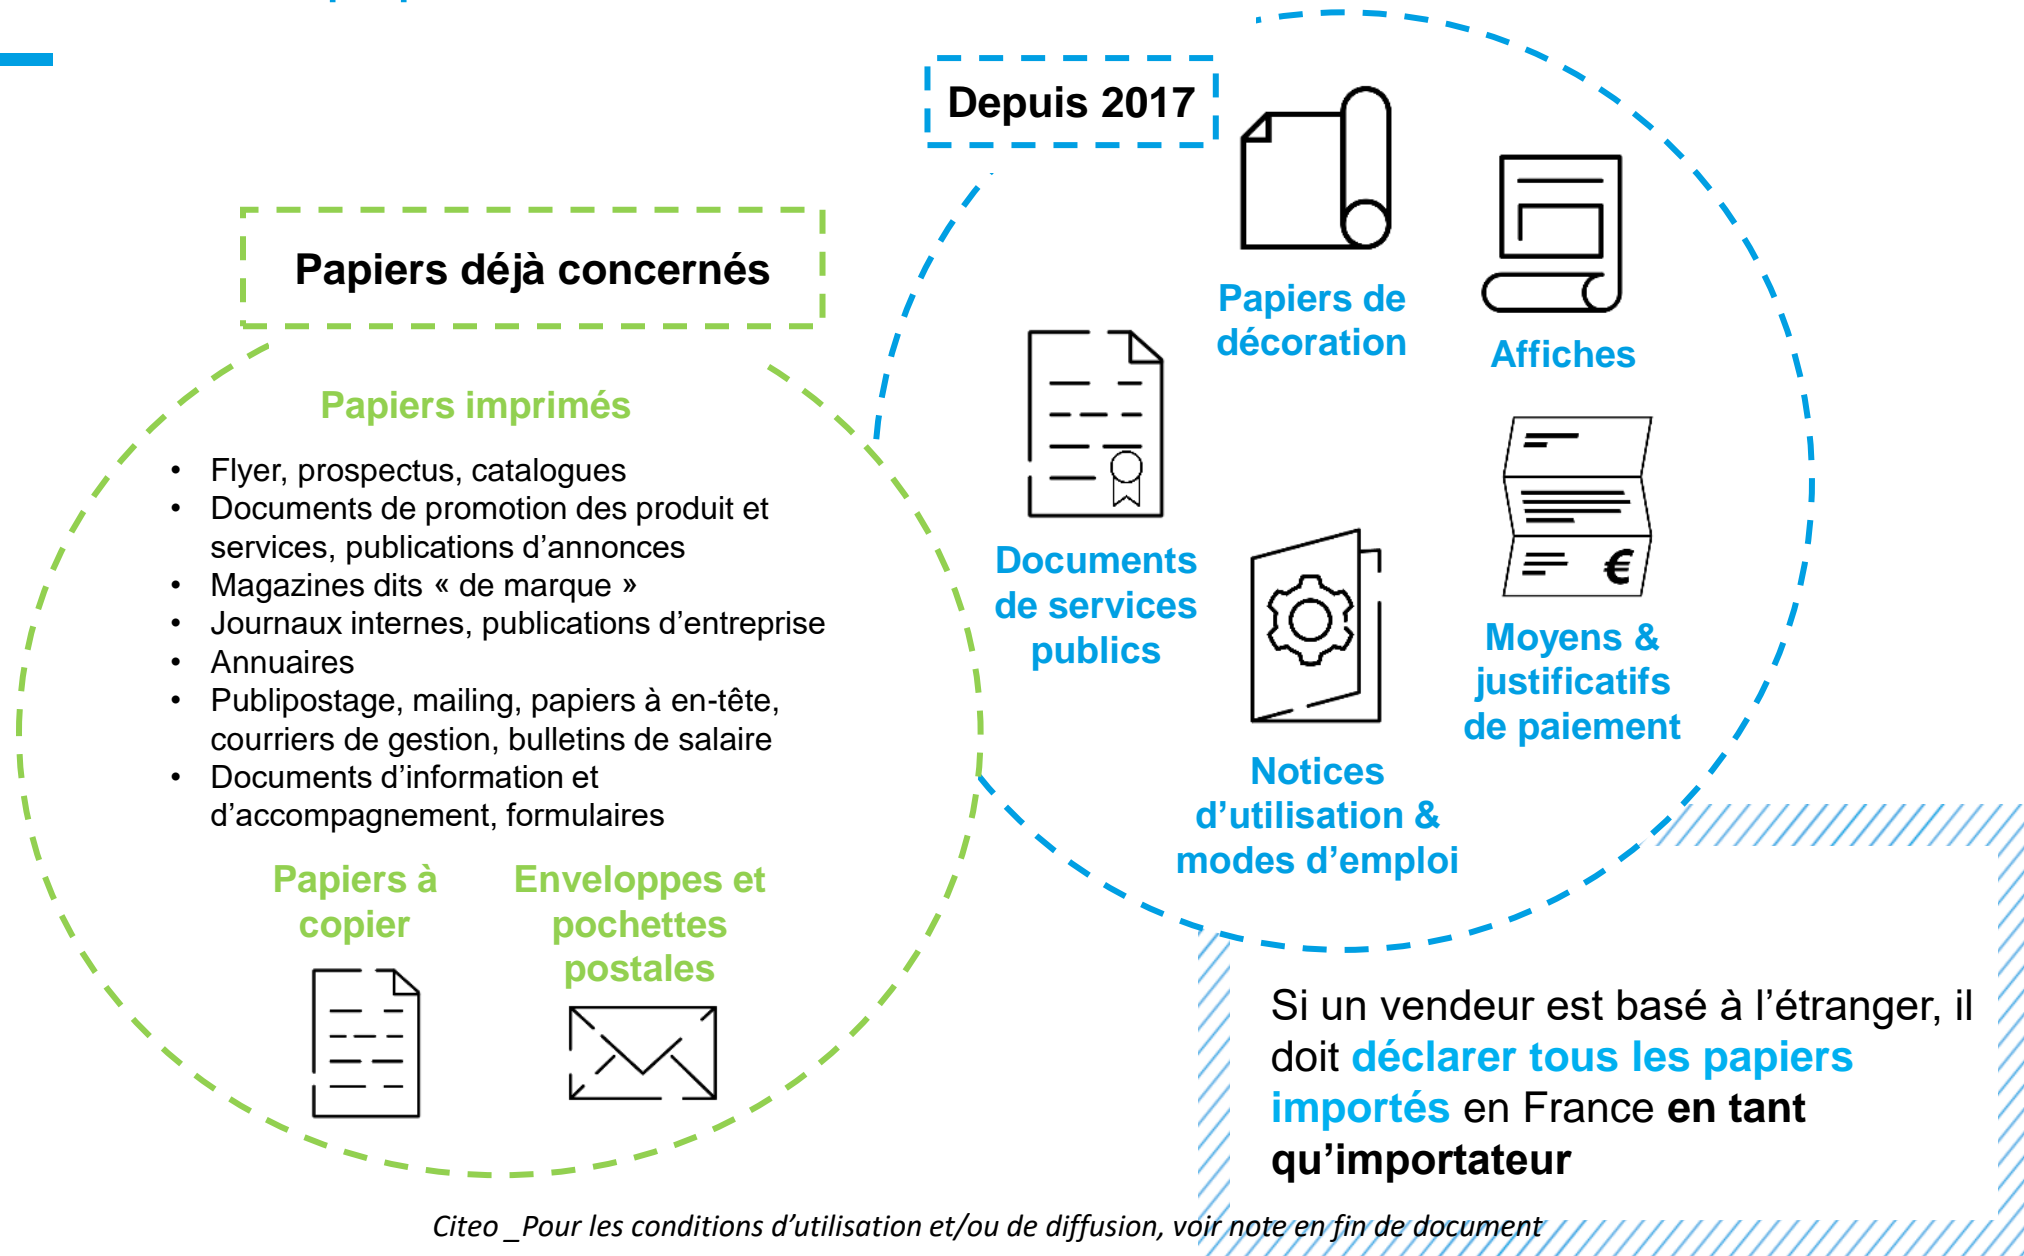 Depuis 2017
Papiers déjà concernés
Papiers imprimés
• Flyer, prospectus, catalogues
• Documents de promotion des produit et
services, publications d’annonces
• Magazines dits « de marque »
• Journaux internes, publications d’entreprise
• Annuaires
• Publipostage, mailing, papiers à en-tête,
courriers de gestion, bulletins de salaire
• Documents d’information et
d’accompagnement, formulaires
Papiers à
copier
Enveloppes et
pochettes
postales
Papiers de
décoration
Affiches
Documents
de services
publics
Moyens &
justificatifs
de paiement
€
Notices
d’utilisation &
modes d’emploi
Si un vendeur est basé à l’étranger, il
doit déclarer tous les papiers
importés en France en tant
qu’importateur
Citeo _Pour les conditions d’utilisation et/ou de diffusion, voir note en fin de document